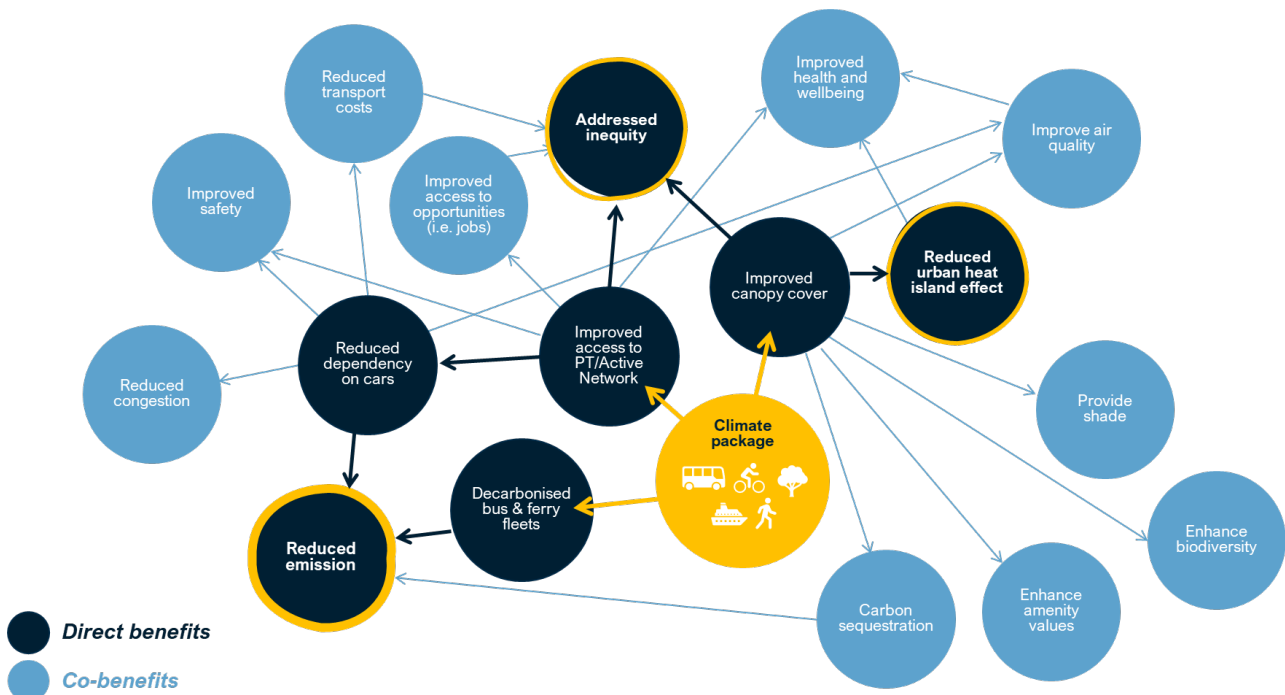 Reduced
transport
costs
Addressed
inequity
Improved
health and
wellbeing
Improve air
quality
Improved
safety
Improved
access to
opportunities
(i.e. jobs)
Improved
canopy cover
Reduced
urban heat
island effect
Reduced
congestion
Reduced
dependency
on cars
Improved
access to
PT/Active
Network
Provide
shade
Climate
package
Decarbonised
bus & ferry
fleets
Reduced
emission
Carbon
sequestration
Enhance
amenity
values
Enhance
biodiversity
Direct benefits
Co-benefits